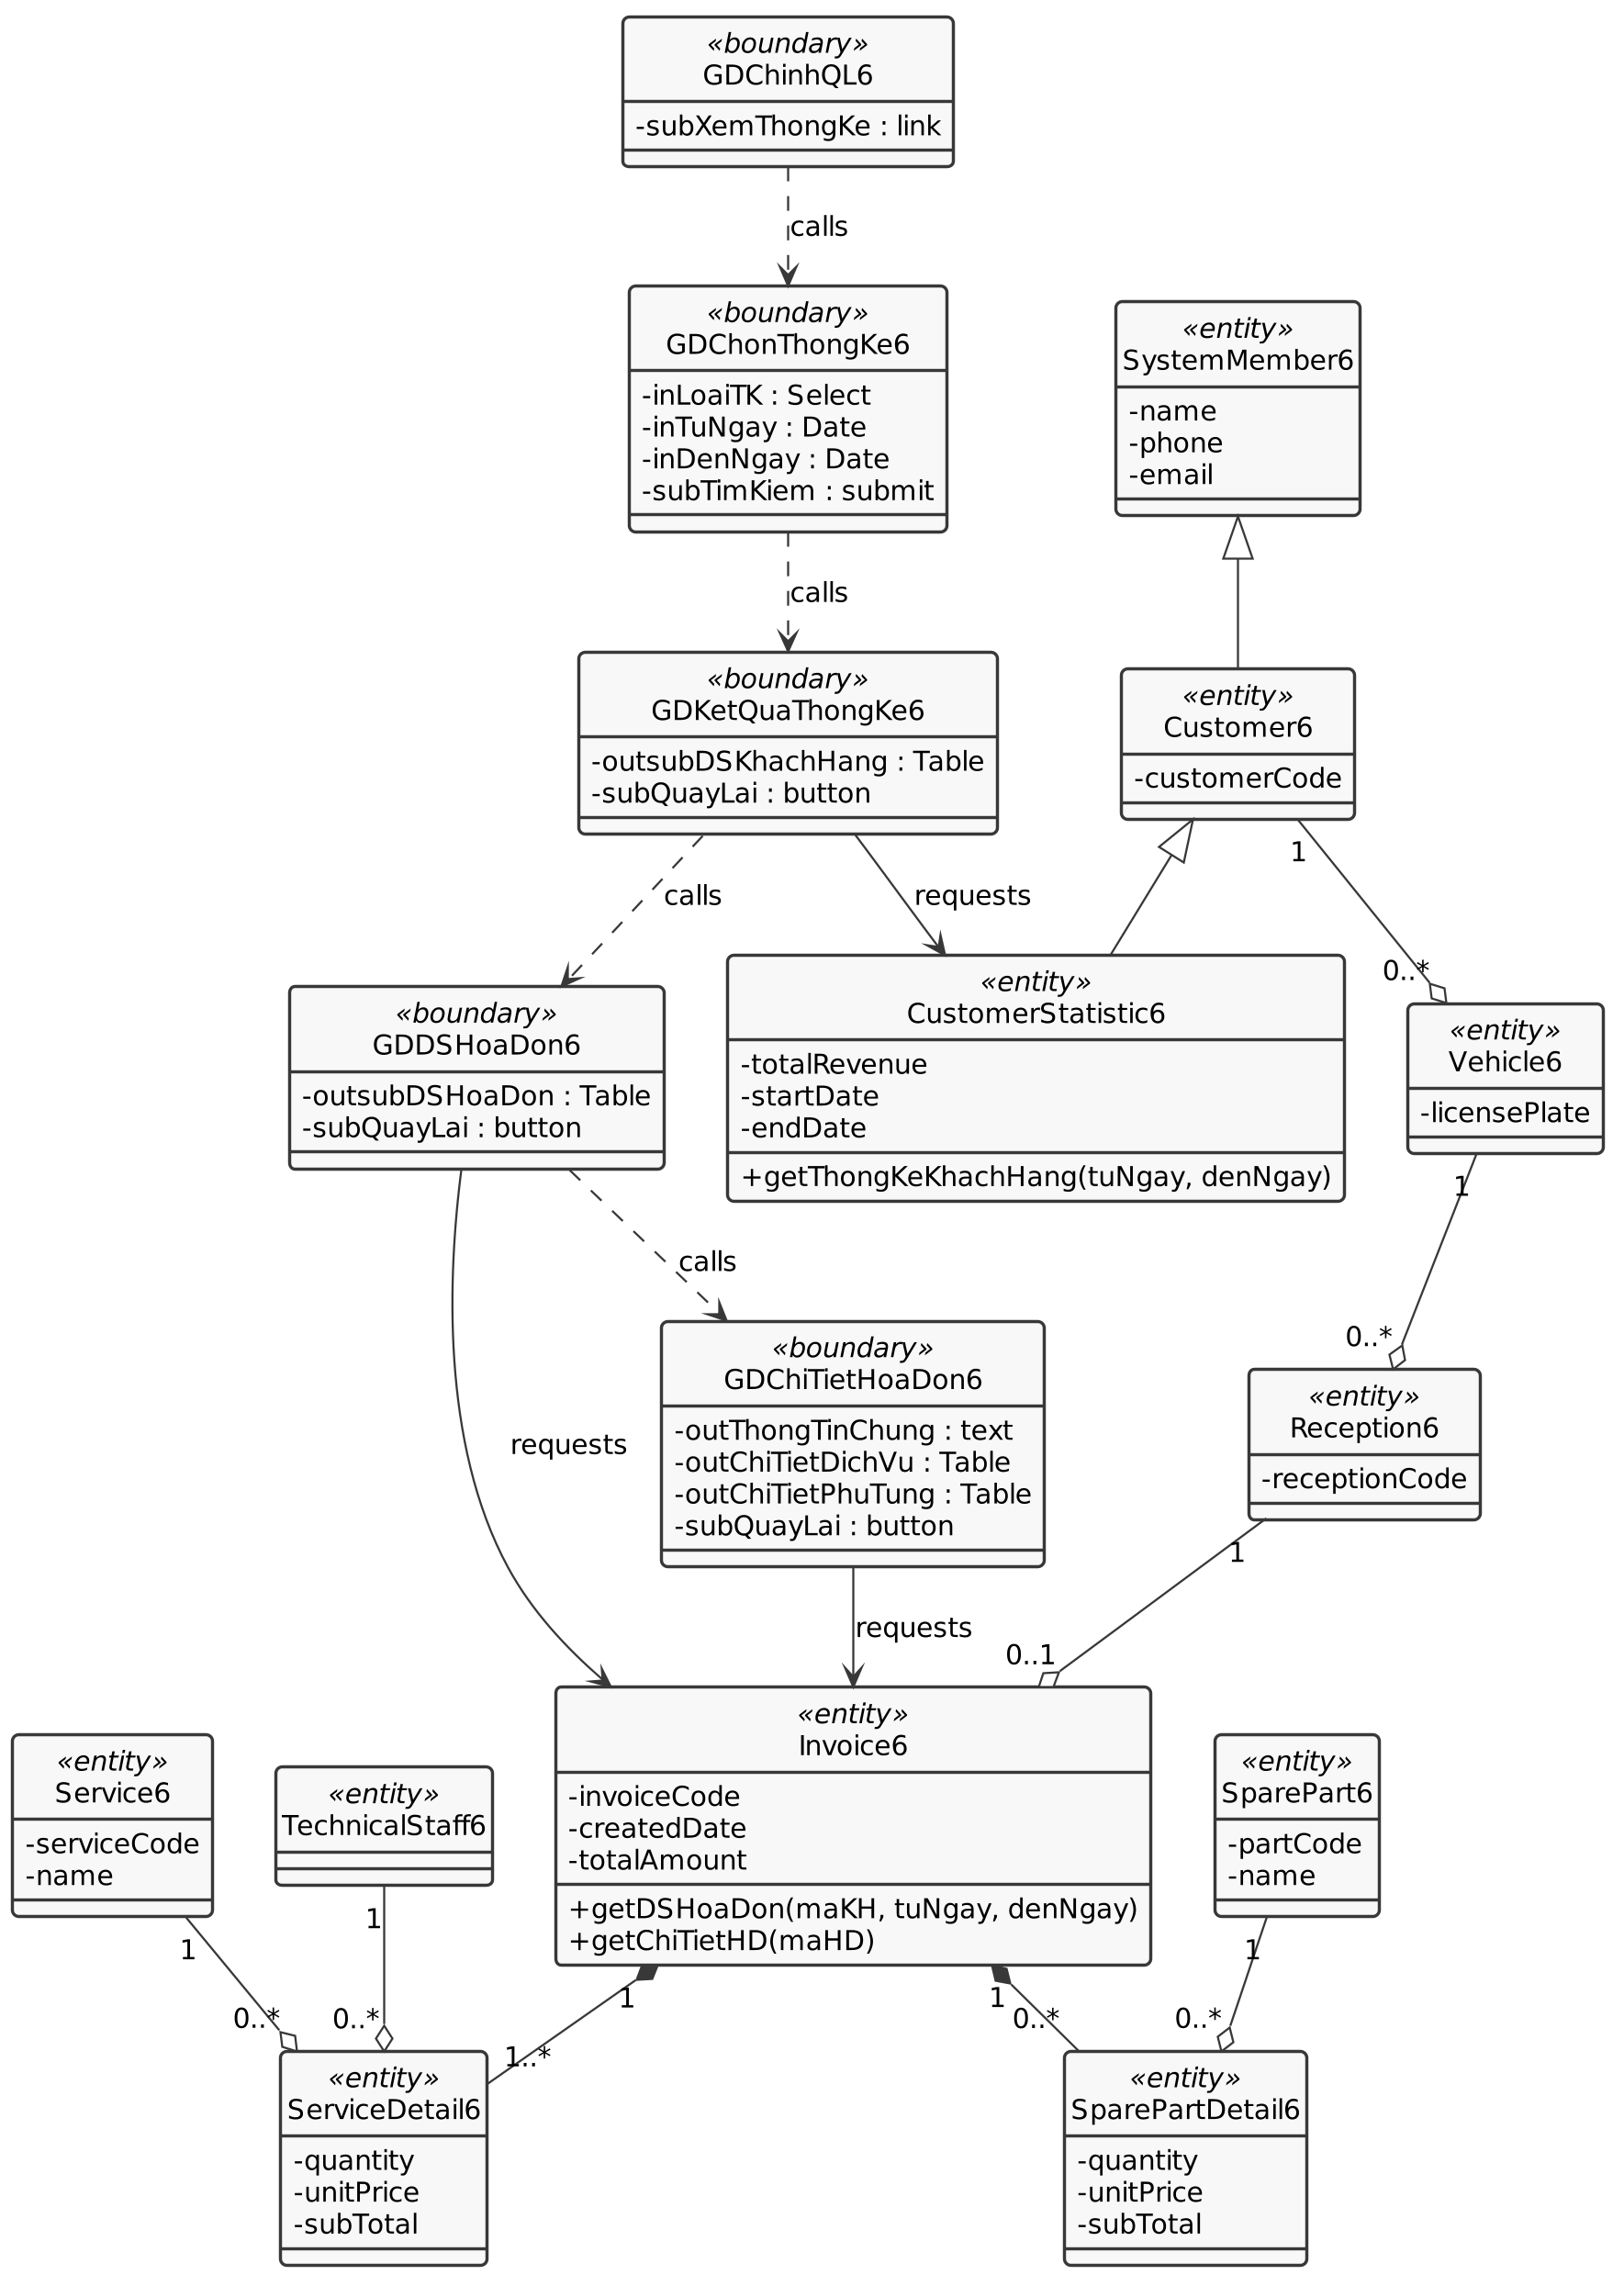 «boundary»
GDChinhQL6
-subXemThongKe : link
calls
«boundary»
GDChonThongKe6
-inLoaiTK : Select
-inTuNgay : Date
-inDenNgay : Date
-subTimKiem : submit
«entity»
SystemMember6
-name
-phone
-email
calls
«boundary»
GDKetQuaThongKe6
-outsubDSKhachHang : Table
-subQuayLai : button
«entity»
Customer6
-customerCode
calls
requests
1
0..*
«boundary»
GDDSHoaDon6
-outsubDSHoaDon : Table
-subQuayLai : button
«entity»
CustomerStatistic6
-totalRevenue
-startDate
-endDate
+getThongKeKhachHang(tuNgay, denNgay)
«entity»
Vehicle6
-licensePlate
1
0..*
calls
requests
«boundary»
GDChiTietHoaDon6
-outThongTinChung : text
-outChiTietDichVu : Table
-outChiTietPhuTung : Table
-subQuayLai : button
«entity»
Reception6
-receptionCode
1
0..1
requests
«entity»
Service6
-serviceCode
-name
«entity»
TechnicalStaff6
«entity»
Invoice6
-invoiceCode
-createdDate
-totalAmount
+getDSHoaDon(maKH, tuNgay, denNgay)
+getChiTietHD(maHD)
«entity»
SparePart6
-partCode
-name
1
0..*
1
0..*
1
1..*
1
0..*
1
0..*
«entity»
ServiceDetail6
-quantity
-unitPrice
-subTotal
«entity»
SparePartDetail6
-quantity
-unitPrice
-subTotal